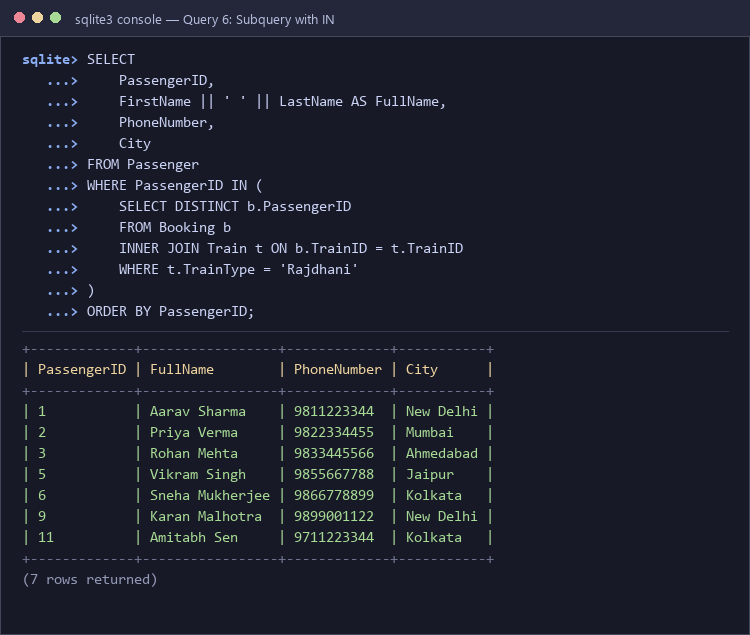 sqlite3 console — Query 6: Subquery with IN
sqlite> SELECT
   ...>     PassengerID,
   ...>     FirstName || ' ' || LastName AS FullName,
   ...>     PhoneNumber,
   ...>     City
   ...> FROM Passenger
   ...> WHERE PassengerID IN (
   ...>     SELECT DISTINCT b.PassengerID
   ...>     FROM Booking b
   ...>     INNER JOIN Train t ON b.TrainID = t.TrainID
   ...>     WHERE t.TrainType = 'Rajdhani'
   ...> )
   ...> ORDER BY PassengerID;
+-------------+-----------------+-------------+-----------+
| PassengerID | FullName        | PhoneNumber | City      |
+-------------+-----------------+-------------+-----------+
| 1           | Aarav Sharma    | 9811223344  | New Delhi |
| 2           | Priya Verma     | 9822334455  | Mumbai    |
| 3           | Rohan Mehta     | 9833445566  | Ahmedabad |
| 5           | Vikram Singh    | 9855667788  | Jaipur    |
| 6           | Sneha Mukherjee | 9866778899  | Kolkata   |
| 9           | Karan Malhotra  | 9899001122  | New Delhi |
| 11          | Amitabh Sen     | 9711223344  | Kolkata   |
+-------------+-----------------+-------------+-----------+
(7 rows returned)